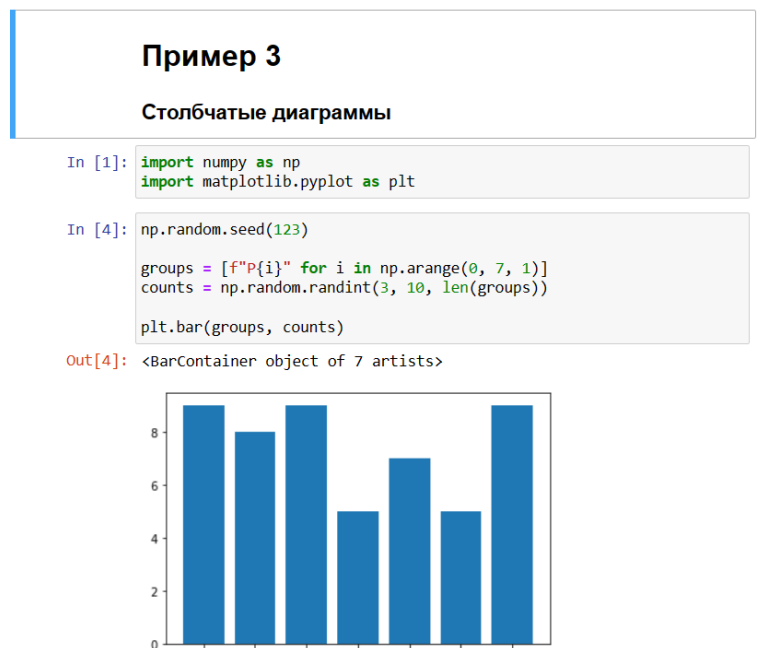 Пример 3
Столбчатые диаграммы
In [1]: import numpy as np
import matplotlib.pyplot as plt
In [4]: np.random.seed(123)
groups = [f"P{i}" for i in np.arange(0, 7, 1)]
counts = np.random.randint(3, 10, len(groups))
plt.bar(groups, counts)
Out[4]: <BarContainer object of 7 artists>
8
6
4
2
0